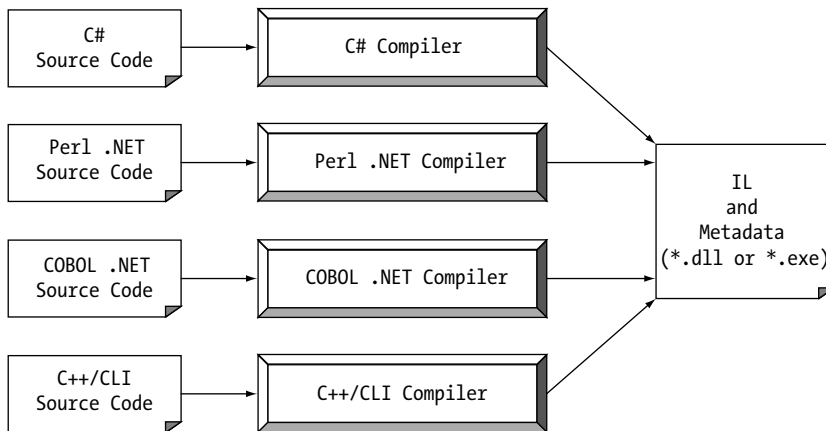 C#
Source Code
C# Compiler
Perl .NET
Source Code
Perl .NET Compiler
IL
and
Metadata
(*.dll or *.exe)
COBOL .NET
Source Code
COBOL .NET Compiler
C++/CLI
Source Code
C++/CLI Compiler